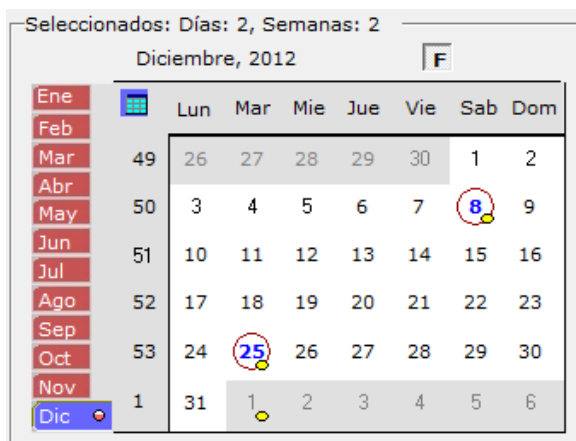 Seleccionados: Días: 2, Semanas: 2
Diciembre, 2012 F
Ene
Feb
Mar
Abr
May
Jun
Jul
Ago
Sep
Oct
Nov
Dic
Lun Mar Mie Jue Vie Sab Dom
49 26 27 28 29 30 1 2
50 3 4 5 6 7 8 9
51 10 11 12 13 14 15 16
52 17 18 19 20 21 22 23
53 24 25 26 27 28 29 30
1 31 1 2 3 4 5 6